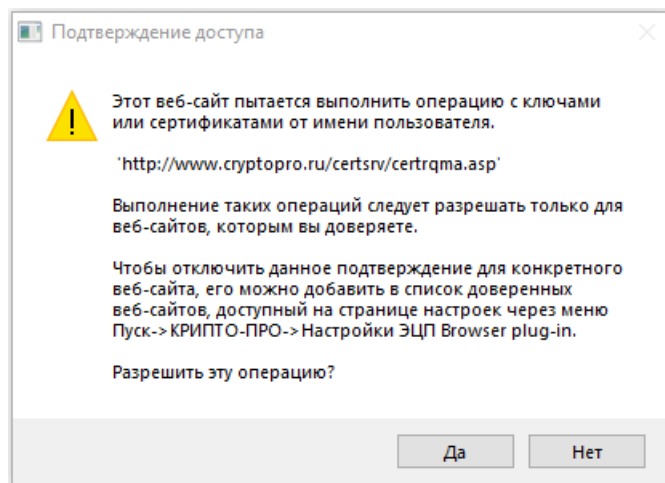 Подтверждение доступа
Этот веб-сайт пытается выполнить операцию с ключами
или сертификатами от имени пользователя.
'http://www.cryptopro.ru/certsrv/certrqma.asp'
Выполнение таких операций следует разрешать только для
веб-сайтов, которым вы доверяете.
Чтобы отключить данное подтверждение для конкретного
веб-сайта, его можно добавить в список доверенных
веб-сайтов, доступный на странице настроек через меню
Пуск->КРИПТО-ПРО->Настройки ЭЦП Browser plug-in.
Разрешить эту операцию?
Да
Нет